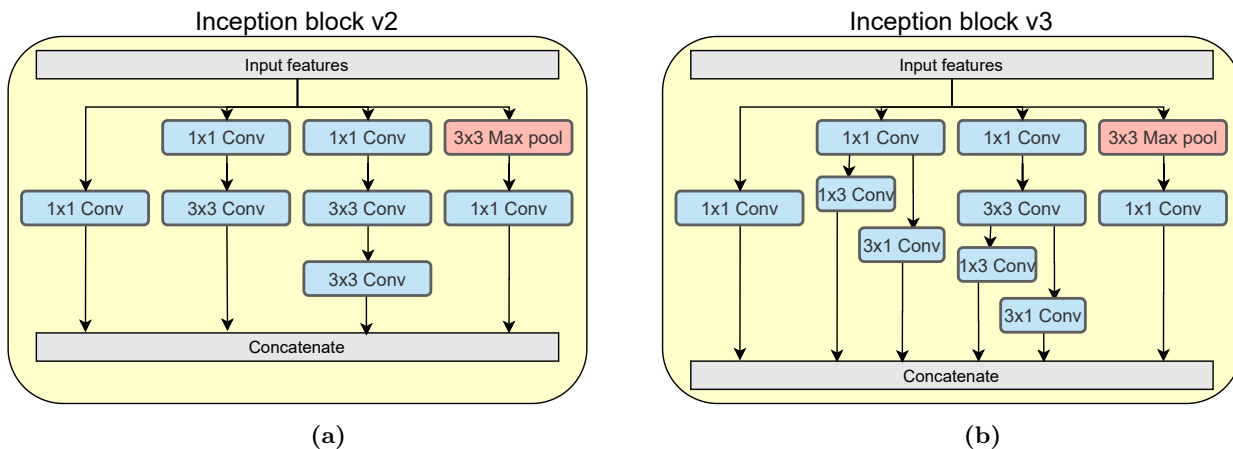 Inception block v2
Input features
1x1 Conv
1x1 Conv
3x3 Max pool
1x1 Conv
3x3 Conv
3x3 Conv
1x1 Conv
3x3 Conv
Concatenate
(a)
Inception block v3
Input features
1x1 Conv
1x1 Conv
3x3 Max pool
1x1 Conv
1x3 Conv
3x3 Conv
1x1 Conv
3x1 Conv
1x3 Conv
3x1 Conv
Concatenate
(b)